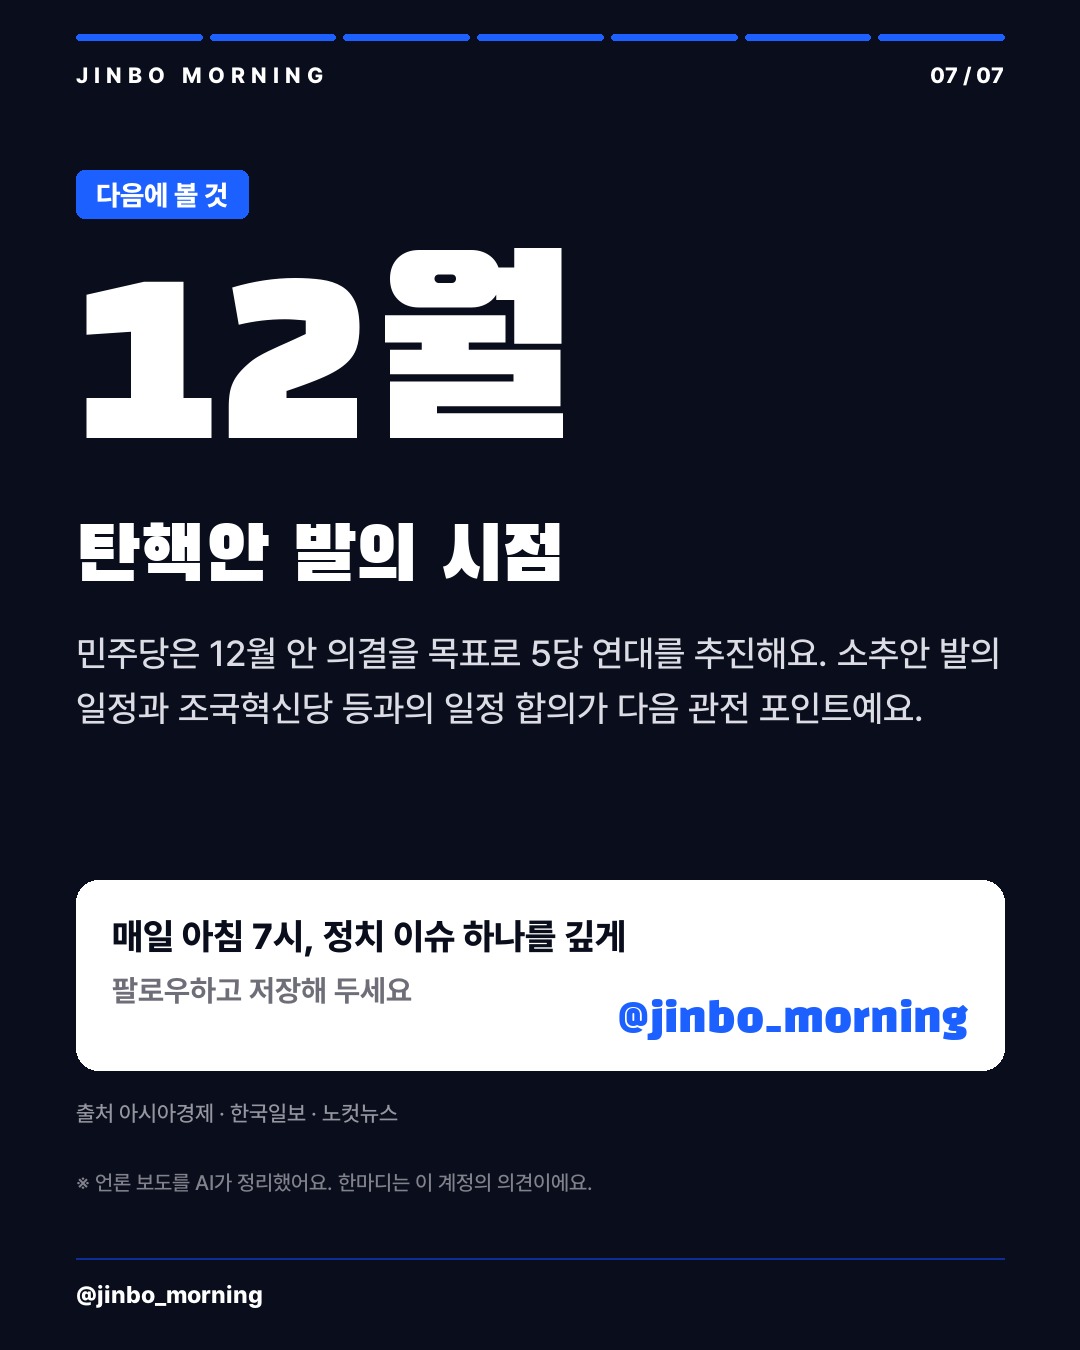 JINBO MORNING
07 / 07
다음에 볼 것
12월
탄핵안 발의 시점
민주당은 12월 안 의결을 목표로 5당 연대를 추진해요. 소추안 발의
일정과 조국혁신당 등과의 일정 합의가 다음 관전 포인트예요.
매일 아침 7시, 정치 이슈 하나를 깊게
팔로우하고 저장해 두세요
@jinbo_morning
출처 아시아경제 · 한국일보 · 노컷뉴스
※ 언론 보도를 AI가 정리했어요. 한마디는 이 계정의 의견이에요.
@jinbo_morning